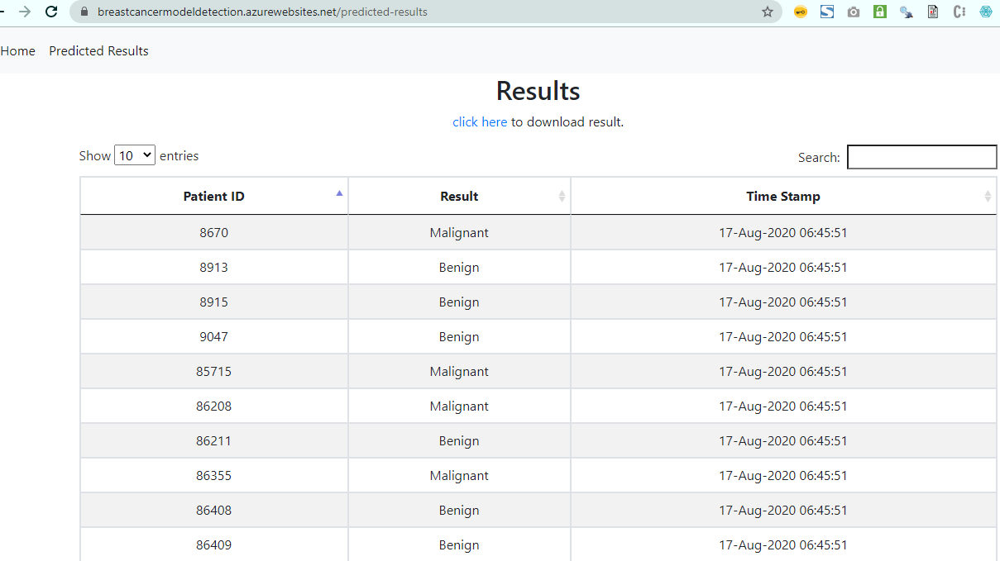 breastcancermodeldetection.azurewebsites.net/predicted-results
Home Predicted Results
Results
click here to download result.
Show 10 entries Search:
Patient ID Result Time Stamp
8670 Malignant 17-Aug-2020 06:45:51
8913 Benign 17-Aug-2020 06:45:51
8915 Benign 17-Aug-2020 06:45:51
9047 Benign 17-Aug-2020 06:45:51
85715 Malignant 17-Aug-2020 06:45:51
86208 Malignant 17-Aug-2020 06:45:51
86211 Benign 17-Aug-2020 06:45:51
86355 Malignant 17-Aug-2020 06:45:51
86408 Benign 17-Aug-2020 06:45:51
86409 Benign 17-Aug-2020 06:45:51